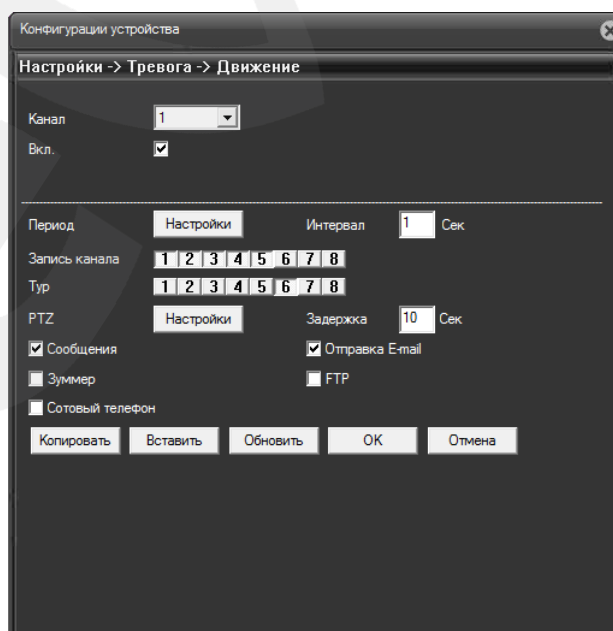 Конфигурации устройства
Настройки -> Тревога -> Движение
Канал 1
Вкл.
Период Настройки Интервал 1 Сек
Запись канала 1 2 3 4 5 6 7 8
Тур 1 2 3 4 5 6 7 8
PTZ Настройки Задержка 10 Сек
Сообщения Отправка E-mail
Зуммер FTP
Сотовый телефон
Копировать Вставить Обновить OK Отмена